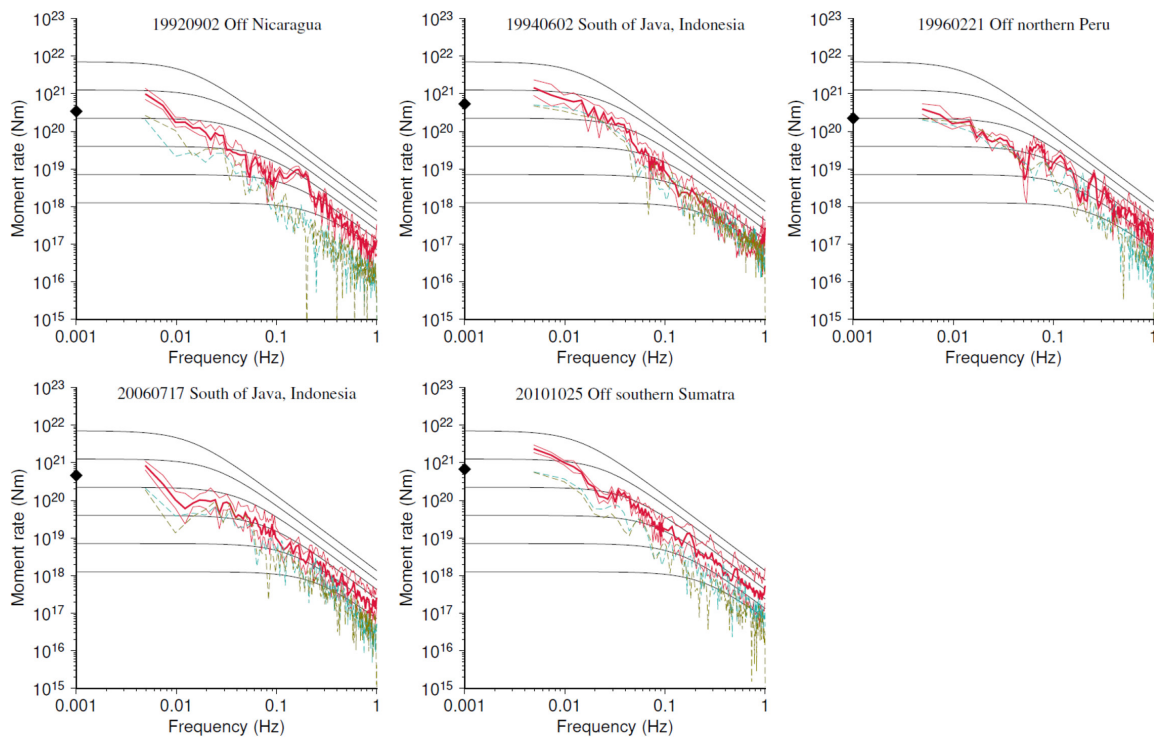 19920902 Off Nicaragua
Moment rate (Nm)
10^23
10^22
10^21
10^20
10^19
10^18
10^17
10^16
10^15
0.001 0.01 0.1 1
Frequency (Hz)
19940602 South of Java, Indonesia
Moment rate (Nm)
10^23
10^22
10^21
10^20
10^19
10^18
10^17
10^16
10^15
0.001 0.01 0.1 1
Frequency (Hz)
19960221 Off northern Peru
Moment rate (Nm)
10^23
10^22
10^21
10^20
10^19
10^18
10^17
10^16
10^15
0.001 0.01 0.1 1
Frequency (Hz)
20060717 South of Java, Indonesia
Moment rate (Nm)
10^23
10^22
10^21
10^20
10^19
10^18
10^17
10^16
10^15
0.001 0.01 0.1 1
Frequency (Hz)
20101025 Off southern Sumatra
Moment rate (Nm)
10^23
10^22
10^21
10^20
10^19
10^18
10^17
10^16
10^15
0.001 0.01 0.1 1
Frequency (Hz)